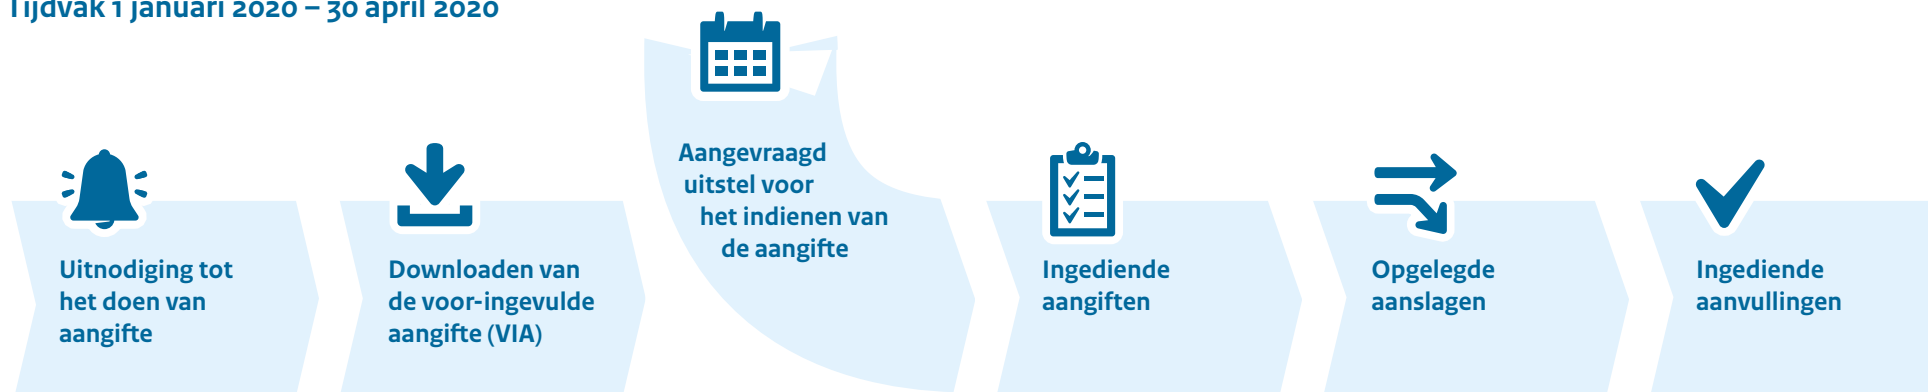 Tijdvak 1 januari 2020 – 30 april 2020
Uitnodiging tot
het doen van
aangifte
Downloaden van
de voor-ingevulde
aangifte (VIA)
Aangevraagd
uitstel voor
het indienen van
de aangifte
Ingediende
aangiften
Opgelegde
aanslagen
Ingediende
aanvullingen